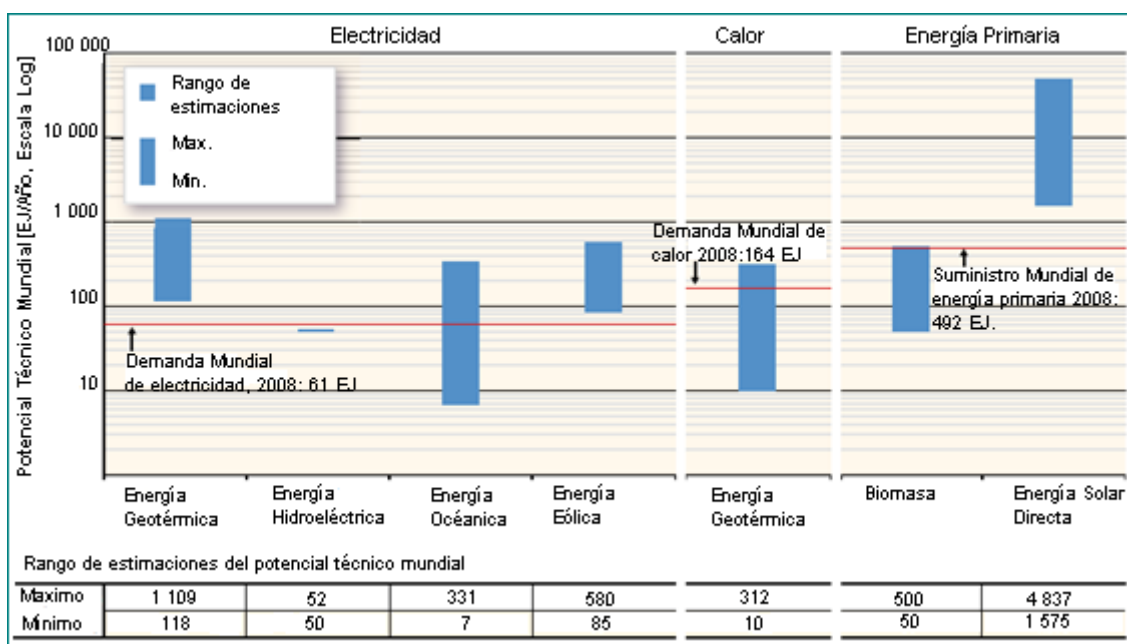 Electricidad
Calor
Energía Primaria
Potencial Técnico Mundial [EJ/Año, Escala Log]
100 000
10 000
1 000
100
10
Rango de
estimaciones
Max.
Min.
Demanda Mundial
de electricidad, 2008: 61 EJ
Demanda Mundial de
calor 2008:164 EJ
Suministro Mundial de
energía primaria 2008:
492 EJ.
Energía
Geotérmica
Energía
Hidroeléctrica
Energía
Océanica
Energía
Eólica
Energía
Geotérmica
Biomasa
Energía Solar
Directa
Rango de estimaciones del potencial técnico mundial
Maximo 1 109 52 331 580 312 500 4 837
Mínimo 118 50 7 85 10 50 1 575